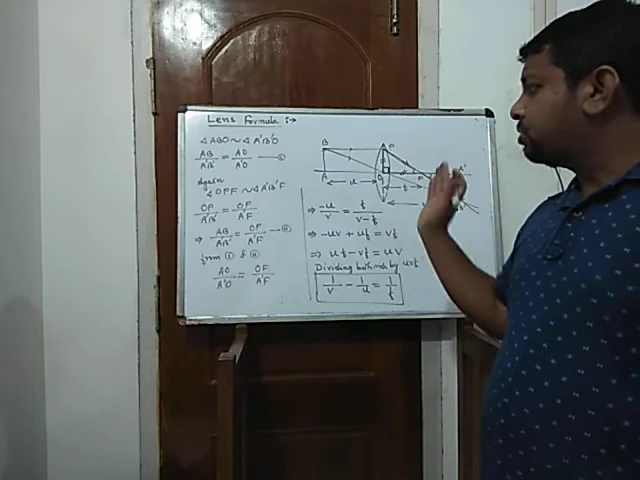 Lens Formula :→
△ ABO ~ △ A'B'O
AB/A'B' = AO/A'O — ①
Again
△ OPF ~ △ A'B'F
OP/A'B' = OF/A'F
⇒ AB/A'B' = OF/A'F — ②
from ① & ②
AO/A'O = OF/A'F
⇒ -u/v = f/v-f
⇒ -uv + uf = vf
⇒ uf - vf = uv
Dividing both side by uvf
1/v - 1/u = 1/f
B
A
u
O
F
f
A'